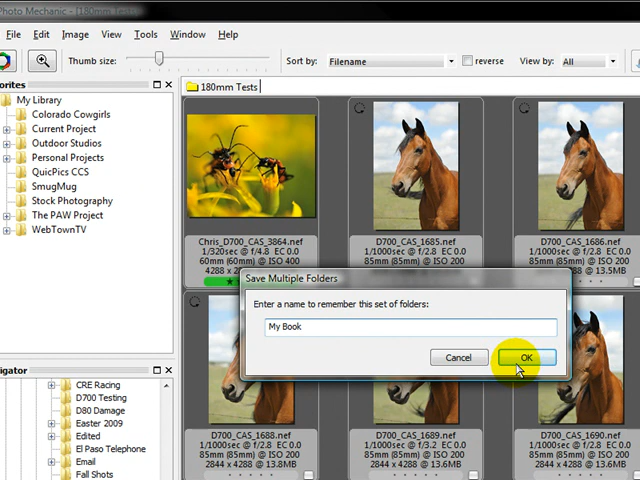 Photo Mechanic - [180mm Tests
File Edit Image View Tools Window Help
Thumb size: Sort by: Filename reverse View by: All
orites
180mm Tests
My Library
Colorado Cowgirls
Current Project
Outdoor Studios
Personal Projects
QuicPics CCS
SmugMug
Stock Photography
The PAW Project
WebTownTV
Chris_D700_CAS_3864.nef
1/320sec @ f/4.8 EC 0.0
60mm (60mm) @ ISO 400
4288 x
D700_CAS_1685.nef
1/1000sec @ f/2.8 EC 0.0
85mm (85mm) @ ISO 200
D700_CAS_1686.nef
1/1000sec @ f/2.8 EC 0.0
85mm (85mm) @ ISO 200
@ 13.5MB
Save Multiple Folders
Enter a name to remember this set of folders:
My Book
Cancel OK
igator
CRE Racing
D700 Testing
D80 Damage
Easter 2009
Edited
El Paso Telephone
Email
Fall Shots
D700_CAS_1688.nef
1/1000sec @ f/2.8 EC 0.0
85mm (85mm) @ ISO 200
2844 x 4288 @ 13.8MB
D700_CAS_1689.nef
1/1000sec @ f/3.2 EC 0.0
85mm (85mm) @ ISO 200
2844 x 4288 @ 13.9MB
D700_CAS_1690.nef
1/1000sec @ f/2.8 EC 0.0
85mm (85mm) @ ISO 200
2844 x 4288 @ 13.6MB